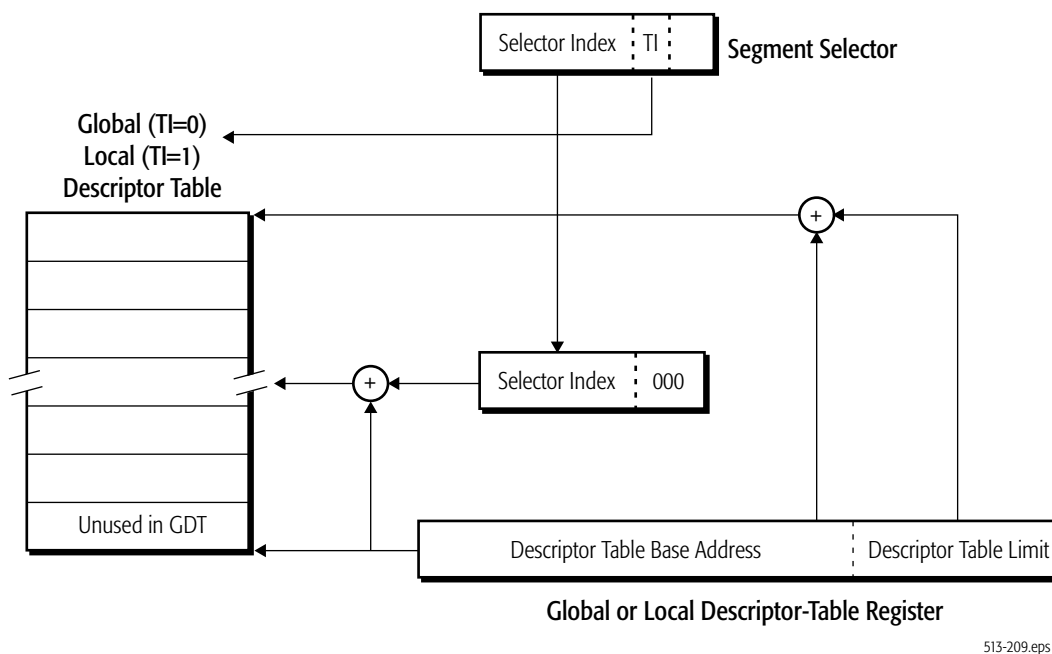 Selector Index TI
Segment Selector
Global (TI=0)
Local (TI=1)
Descriptor Table
+
Selector Index 000
+
Unused in GDT
Descriptor Table Base Address Descriptor Table Limit
Global or Local Descriptor-Table Register
513-209.eps